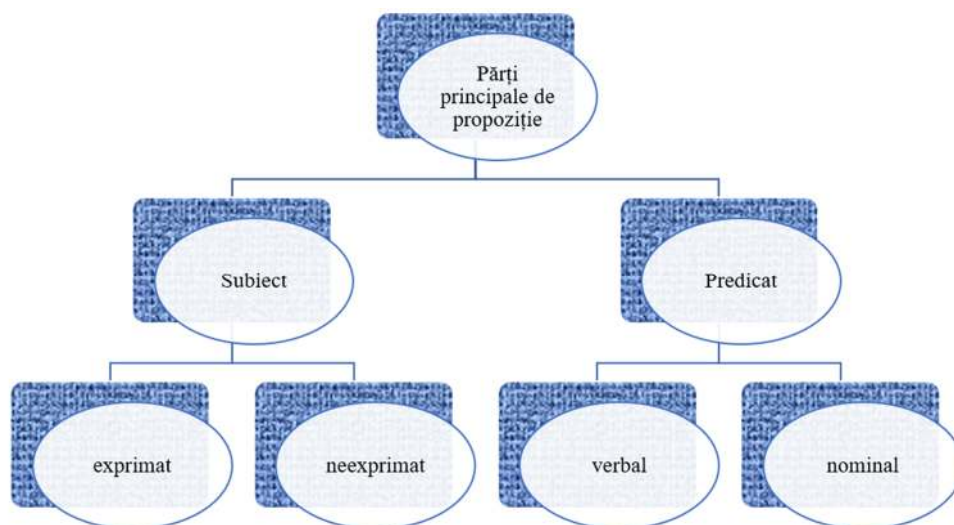 Părți
principale de
propoziție
Subiect
Predicat
exprimat
neexprimat
verbal
nominal